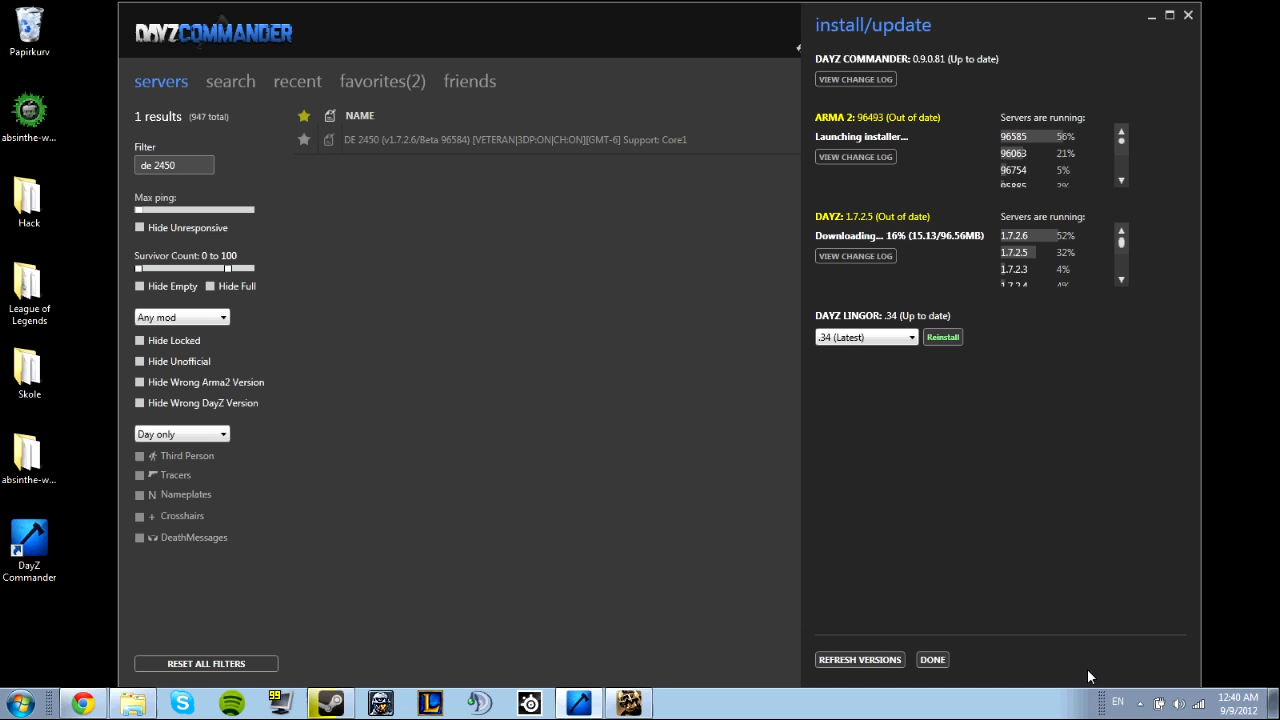 Papirkurv
absinthe-w...
Hack
League of
Legends
Skole
absinthe-w...
DayZ
Commander
DAYZCOMMANDER
servers search recent favorites(2) friends
1 results (947 total)
Filter
de 2450
Max ping:
Hide Unresponsive
Survivor Count: 0 to 100
Hide Empty Hide Full
Any mod
Hide Locked
Hide Unofficial
Hide Wrong Arma2 Version
Hide Wrong DayZ Version
Day only
Third Person
Tracers
N Nameplates
Crosshairs
DeathMessages
RESET ALL FILTERS
NAME
DE 2450 (v1.7.2.6/Beta 96584) [VETERAN|3DP:ON|CH:ON][GMT-6] Support: Core1
install/update
DAYZ COMMANDER: 0.9.0.81 (Up to date)
VIEW CHANGE LOG
ARMA 2: 96493 (Out of date)
Launching installer...
VIEW CHANGE LOG
Servers are running:
96585 56%
96063 21%
96754 5%
95885 2%
DAYZ: 1.7.2.5 (Out of date)
Downloading... 16% (15.13/96.56MB)
VIEW CHANGE LOG
Servers are running:
1.7.2.6 52%
1.7.2.5 32%
1.7.2.3 4%
1.7.2.4 4%
DAYZ LINGOR: .34 (Up to date)
.34 (Latest) Reinstall
REFRESH VERSIONS DONE
99
EN
12:40 AM
9/9/2012